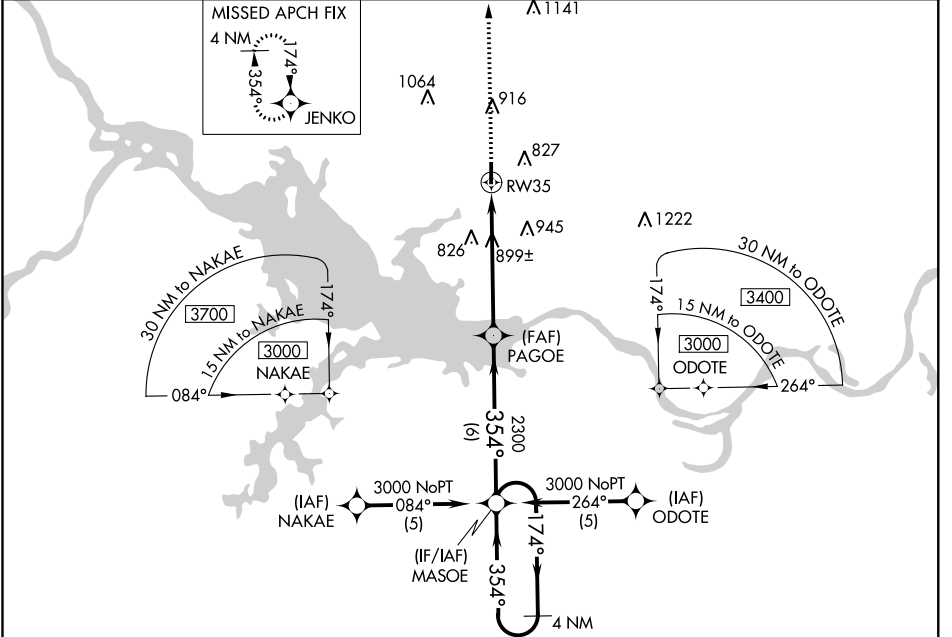 MISSED APCH FIX
4 NM
174°
354°
JENKO
1141
1064
916
827
RW35
945
1222
826
899±
30 NM to NAKAE
3700
174°
15 NM to NAKAE
3000
NAKAE
084°
30 NM to ODOTE
3400
174°
15 NM to ODOTE
3000
ODOTE
264°
(FAF)
PAGOE
2300
354°
(6)
(IAF)
NAKAE
3000 NoPT
084°
(5)
3000 NoPT
264°
(5)
(IAF)
ODOTE
(IF/IAF)
MASOE
174°
354°
4 NM